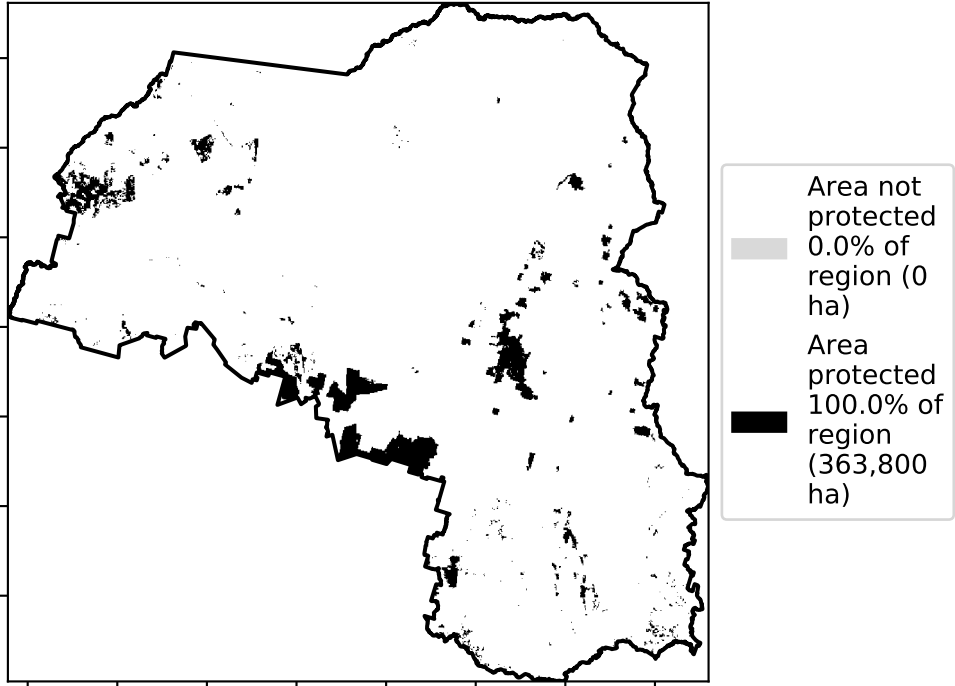 Area not
protected
0.0% of
region (0
ha)
Area
protected
100.0% of
region
(363,800
ha)